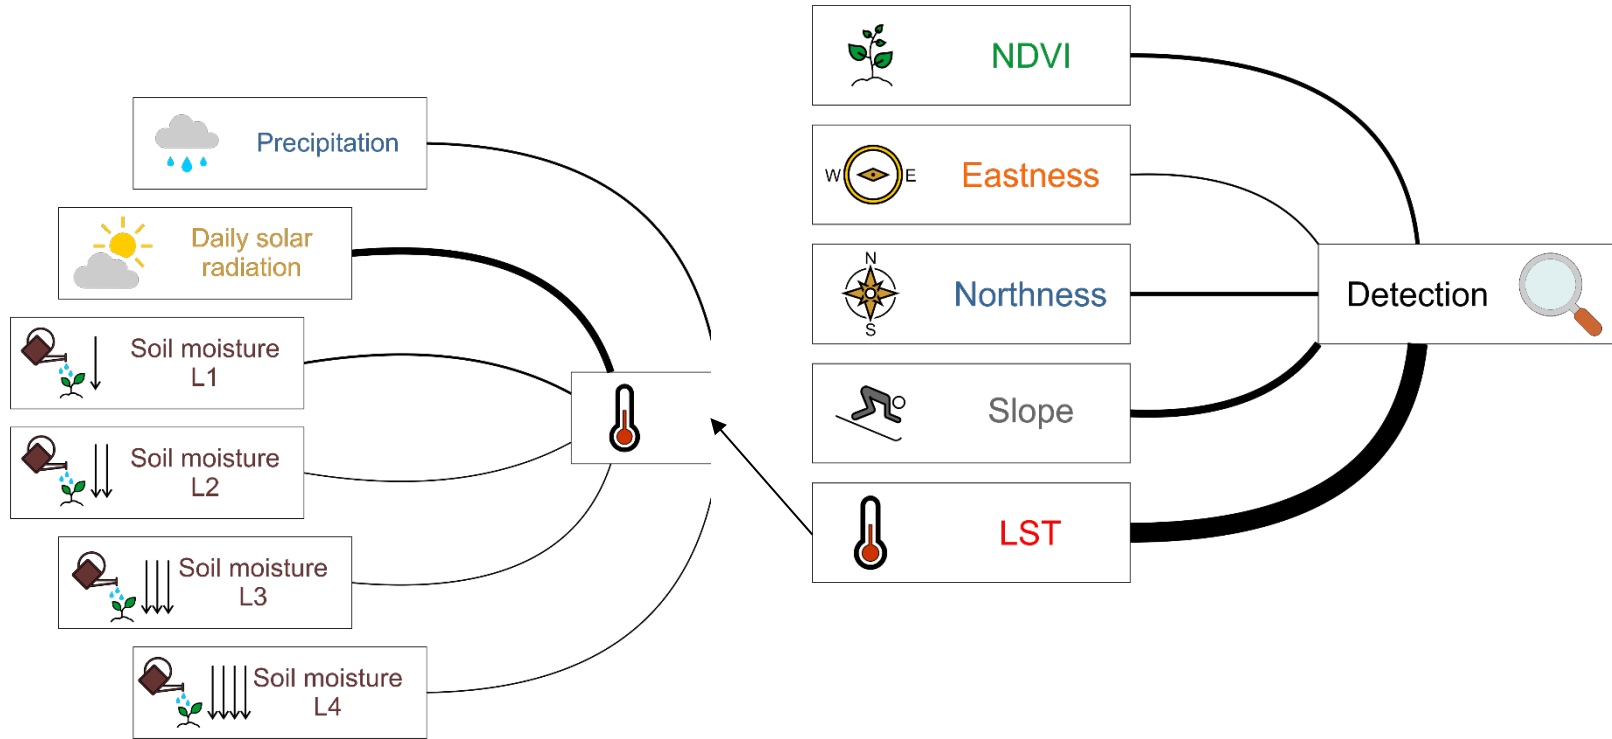 Precipitation
Daily solar
radiation
Soil moisture
L1
Soil moisture
L2
Soil moisture
L3
Soil moisture
L4
NDVI
W
E
Eastness
N
S
Northness
Slope
LST
Detection